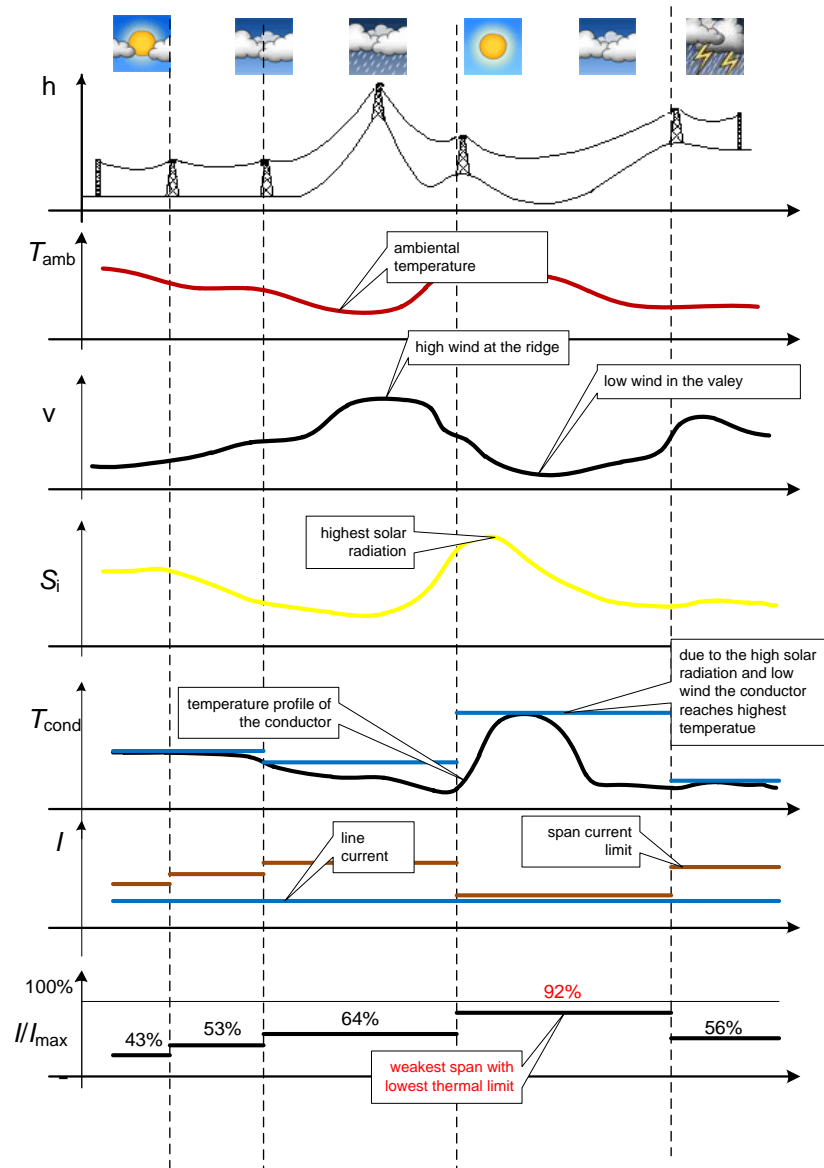 h
T amb
ambiental
temperature
high wind at the ridge
v
low wind in the valey
highest solar
radiation
S i
due to the high solar
radiation and low
wind the conductor
reaches highest
temperatue
T cond
temperature profile of
the conductor
I
line
current
span current
limit
100%
92%
I/I max
43%
53%
64%
56%
weakest span with
lowest thermal limit